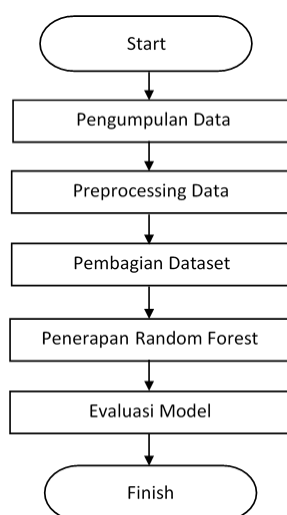 Start
Pengumpulan Data
Preprocessing Data
Pembagian Dataset
Penerapan Random Forest
Evaluasi Model
Finish